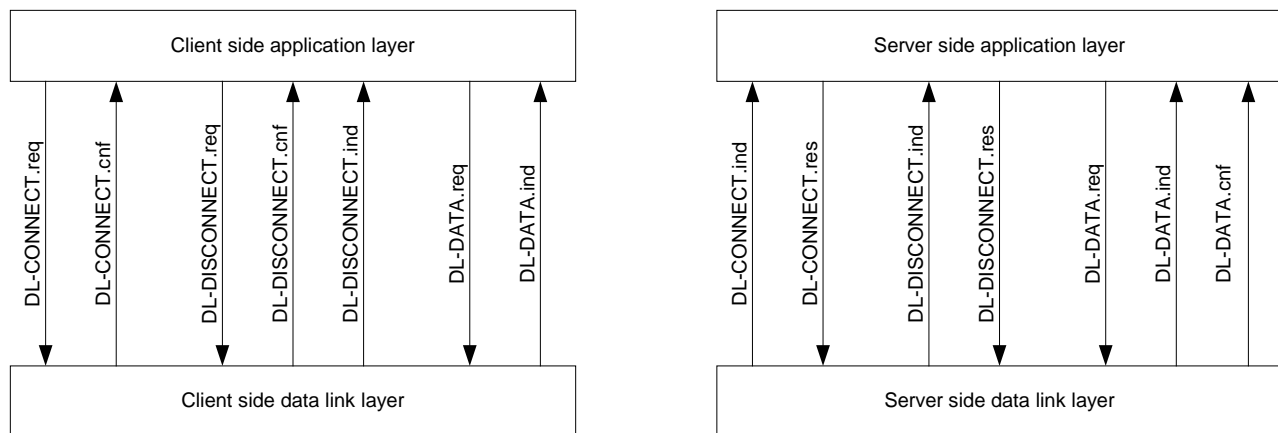 Client side application layer
Server side application layer
DL-CONNECT.req
DL-CONNECT.cnf
DL-DISCONNECT.req
DL-DISCONNECT.cnf
DL-DISCONNECT.ind
DL-DATA.req
DL-DATA.ind
DL-CONNECT.ind
DL-CONNECT.res
DL-DISCONNECT.ind
DL-DISCONNECT.res
DL-DATA.req
DL-DATA.ind
DL-DATA.cnf
Client side data link layer
Server side data link layer